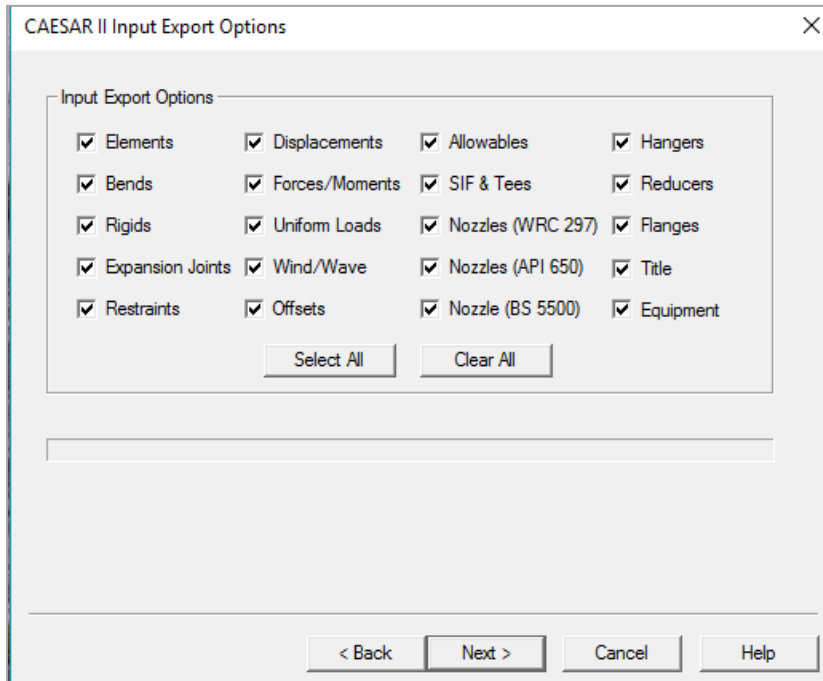 CAESAR II Input Export Options
Input Export Options
Elements Displacements Allowables Hangers
Bends Forces/Moments SIF & Tees Reducers
Rigids Uniform Loads Nozzles (WRC 297) Flanges
Expansion Joints Wind/Wave Nozzles (API 650) Title
Restraints Offsets Nozzle (BS 5500) Equipment
Select All Clear All
< Back Next > Cancel Help